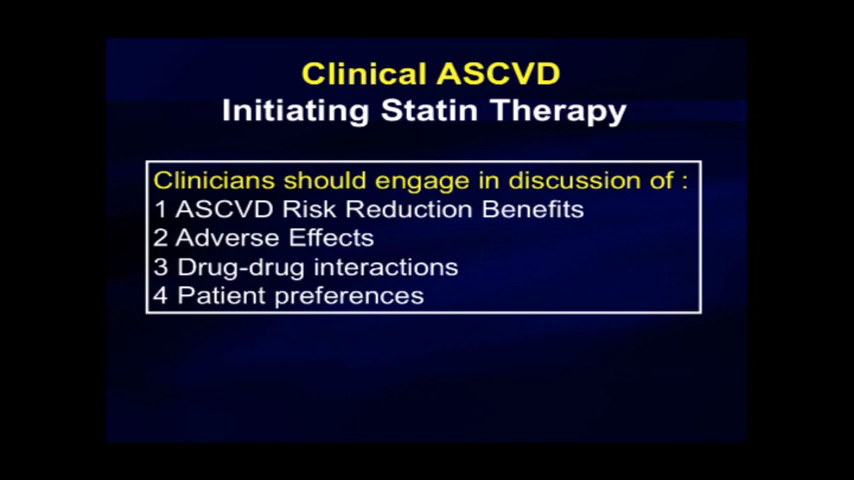 Clinical ASCVD
Initiating Statin Therapy
Clinicians should engage in discussion of :
1 ASCVD Risk Reduction Benefits
2 Adverse Effects
3 Drug-drug interactions
4 Patient preferences